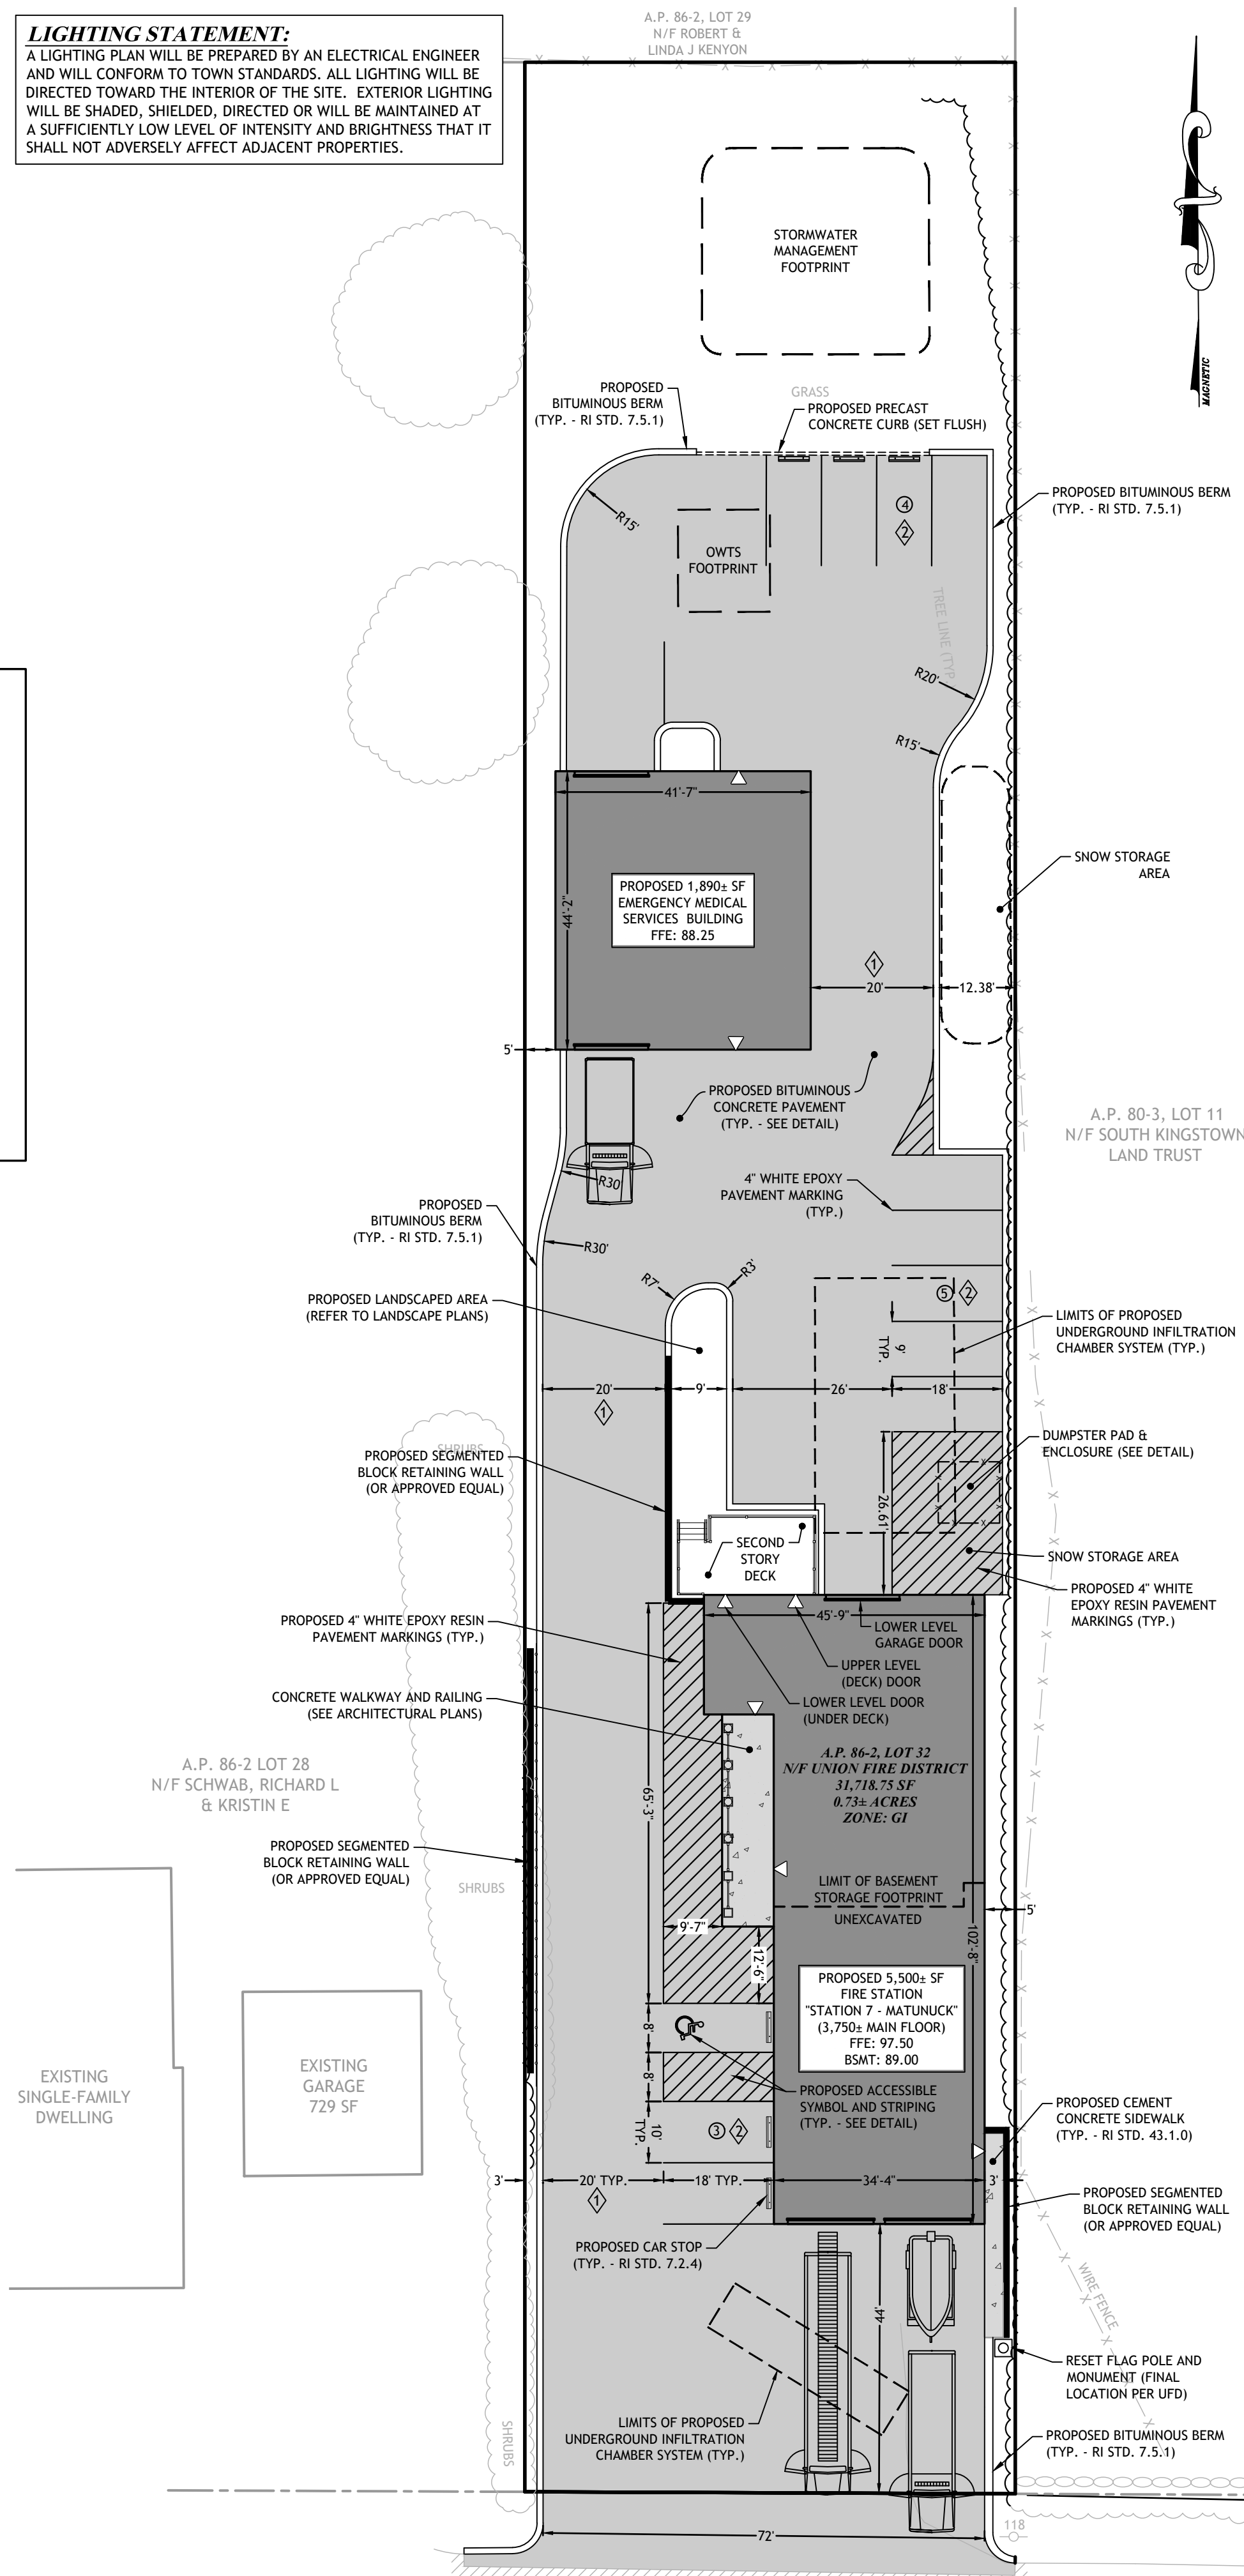 LIGHTING STATEMENT:
A LIGHTING PLAN WILL BE PREPARED BY AN ELECTRICAL ENGINEER
AND WILL CONFORM TO TOWN STANDARDS. ALL LIGHTING WILL BE
DIRECTED TOWARD THE INTERIOR OF THE SITE. EXTERIOR LIGHTING
WILL BE SHADED, SHIELDED, DIRECTED OR WILL BE MAINTAINED AT
A SUFFICIENTLY LOW LEVEL OF INTENSITY AND BRIGHTNESS THAT IT
SHALL NOT ADVERSELY AFFECT ADJACENT PROPERTIES.
A.P. 86-2, LOT 29
N/F ROBERT &
LINDA J KENYON
MAGNETIC
STORMWATER
MANAGEMENT
FOOTPRINT
GRASS
PROPOSED
BITUMINOUS BERM
(TYP. - RI STD. 7.5.1)
PROPOSED PRECAST
CONCRETE CURB (SET FLUSH)
PROPOSED BITUMINOUS BERM
(TYP. - RI STD. 7.5.1)
R15'
4
2
OWTS
FOOTPRINT
TREE LINE (TYP
R20'
R15'
41'-7"
44'-2"
PROPOSED 1,890± SF
EMERGENCY MEDICAL
SERVICES BUILDING
FFE: 88.25
SNOW STORAGE
AREA
1
20'
12.38'
5'
PROPOSED BITUMINOUS
CONCRETE PAVEMENT
(TYP. - SEE DETAIL)
A.P. 80-3, LOT 11
N/F SOUTH KINGSTOWN
LAND TRUST
R30
4" WHITE EPOXY
PAVEMENT MARKING
(TYP.)
PROPOSED
BITUMINOUS BERM
(TYP. - RI STD. 7.5.1)
R30'
R7'
R3'
PROPOSED LANDSCAPED AREA
(REFER TO LANDSCAPE PLANS)
5
2
LIMITS OF PROPOSED
UNDERGROUND INFILTRATION
CHAMBER SYSTEM (TYP.)
9'
TYP.
20'
9'
26'
18'
1
SHRUBS
PROPOSED SEGMENTED
BLOCK RETAINING WALL
(OR APPROVED EQUAL)
DUMPSTER PAD &
ENCLOSURE (SEE DETAIL)
26.61'
SECOND
STORY
DECK
SNOW STORAGE AREA
PROPOSED 4" WHITE
EPOXY RESIN PAVEMENT
MARKINGS (TYP.)
PROPOSED 4" WHITE EPOXY RESIN
PAVEMENT MARKINGS (TYP.)
45'-9"
LOWER LEVEL
GARAGE DOOR
UPPER LEVEL
(DECK) DOOR
LOWER LEVEL DOOR
(UNDER DECK)
CONCRETE WALKWAY AND RAILING
(SEE ARCHITECTURAL PLANS)
A.P. 86-2 LOT 28
N/F SCHWAB, RICHARD L
& KRISTIN E
A.P. 86-2, LOT 32
N/F UNION FIRE DISTRICT
31,718.75 SF
0.73± ACRES
ZONE: GI
65'-3"
PROPOSED SEGMENTED
BLOCK RETAINING WALL
(OR APPROVED EQUAL)
SHRUBS
LIMIT OF BASEMENT
STORAGE FOOTPRINT
UNEXCAVATED
5'
9'-7"
12'-6"
102'-8"
PROPOSED 5,500± SF
FIRE STATION
"STATION 7 - MATUNUCK"
(3,750± MAIN FLOOR)
FFE: 97.50
BSMT: 89.00
8'
8'
EXISTING
SINGLE-FAMILY
DWELLING
EXISTING
GARAGE
729 SF
PROPOSED ACCESSIBLE
SYMBOL AND STRIPING
(TYP. - SEE DETAIL)
PROPOSED CEMENT
CONCRETE SIDEWALK
(TYP. - RI STD. 43.1.0)
10'
TYP.
3
2
3'
20' TYP.
18' TYP.
34'-4"
3'
1
PROPOSED SEGMENTED
BLOCK RETAINING WALL
(OR APPROVED EQUAL)
PROPOSED CAR STOP
(TYP. - RI STD. 7.2.4)
WIRE FENCE
44'
RESET FLAG POLE AND
MONUMENT (FINAL
LOCATION PER UFD)
LIMITS OF PROPOSED
UNDERGROUND INFILTRATION
CHAMBER SYSTEM (TYP.)
SHRUBS
PROPOSED BITUMINOUS BERM
(TYP. - RI STD. 7.5.1)
118
72'